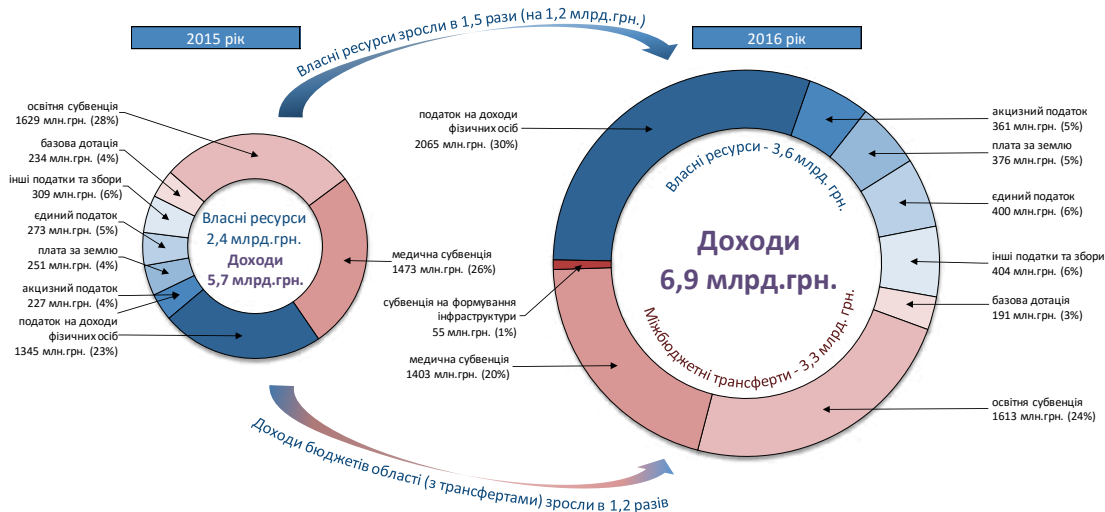 Власні ресурси зросли в 1,5 рази (на 1,2 млрд.грн.)
2015 рік
2016 рік
освітня субвенція
1629 млн.грн. (28%)
базова дотація
234 млн.грн. (4%)
інші податки та збори
309 млн.грн. (6%)
єдиний податок
273 млн.грн. (5%)
плата за землю
251 млн.грн. (4%)
акцизний податок
227 млн.грн. (4%)
податок на доходи
фізичних осіб
1345 млн.грн. (23%)
Власні ресурси
2,4 млрд.грн.
Доходи
5,7 млрд.грн.
медична субвенція
1473 млн.грн. (26%)
податок на доходи
фізичних осіб
2065 млн.грн. (30%)
субвенція на формування
інфраструктури
55 млн.грн. (1%)
медична субвенція
1403 млн.грн. (20%)
Власні ресурси - 3,6 млрд. грн.
Доходи
6,9 млрд.грн.
Міжбюджетні трансферти - 3,3 млрд. грн.
акцизний податок
361 млн.грн. (5%)
плата за землю
376 млн.грн. (5%)
єдиний податок
400 млн.грн. (6%)
інші податки та збори
404 млн.грн. (6%)
базова дотація
191 млн.грн. (3%)
освітня субвенція
1613 млн.грн. (24%)
Доходи бюджетів області (з трансфертами) зросли в 1,2 разів